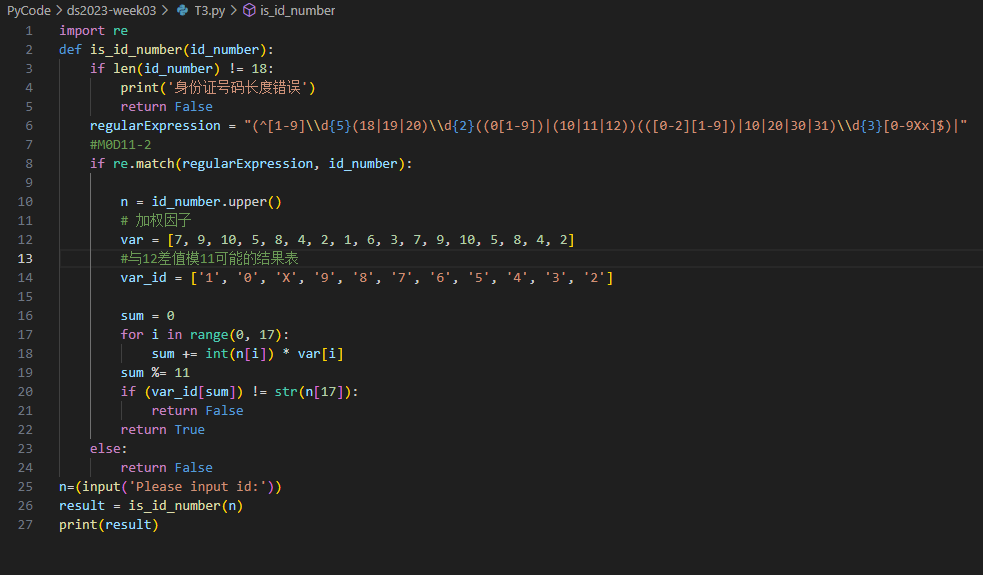 PyCode > ds2023-week03 > T3.py > is_id_number
1 import re
2 def is_id_number(id_number):
3     if len(id_number) != 18:
4         print('身份证号码长度错误')
5         return False
6     regularExpression = "(^[1-9]\\d{5}(18|19|20)\\d{2}((0[1-9])|(10|11|12))(([0-2][1-9])|10|20|30|31)\\d{3}[0-9Xx]$)|"
7     #M0D11-2
8     if re.match(regularExpression, id_number):
9
10         n = id_number.upper()
11         # 加权因子
12         var = [7, 9, 10, 5, 8, 4, 2, 1, 6, 3, 7, 9, 10, 5, 8, 4, 2]
13         #与12差值模11可能的结果表
14         var_id = ['1', '0', 'X', '9', '8', '7', '6', '5', '4', '3', '2']
15
16         sum = 0
17         for i in range(0, 17):
18             sum += int(n[i]) * var[i]
19         sum %= 11
20         if (var_id[sum]) != str(n[17]):
21             return False
22         return True
23     else:
24         return False
25 n=(input('Please input id:'))
26 result = is_id_number(n)
27 print(result)